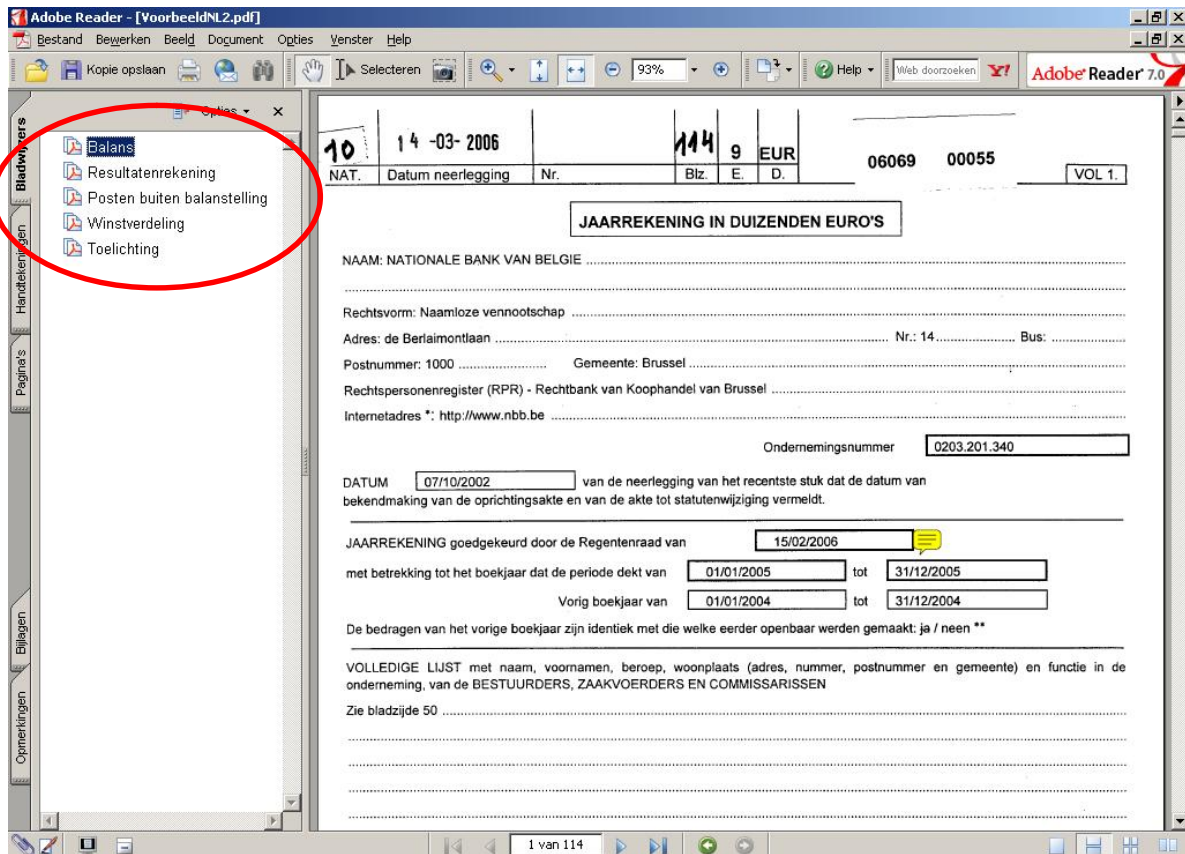 Adobe Reader - [VoorbeeldNL2.pdf]
Bestand Bewerken Beeld Document Opties Venster Help
Kopie opslaan Selecteren 93% Help Web doorzoeken Y! Adobe Reader 7.0
Opties
Bladwijzers
Handtekeningen
Pagina's
Bijlagen
Opmerkingen
Balans
Resultatenrekening
Posten buiten balanstelling
Winstverdeling
Toelichting
10 14 -03- 2006 114 9 EUR 06069 00055
NAT. Datum neerlegging Nr. Blz. E. D. VOL 1.
JAARREKENING IN DUIZENDEN EURO'S
NAAM: NATIONALE BANK VAN BELGIE
Rechtsvorm: Naamloze vennootschap
Adres: de Berlaimontlaan Nr.: 14 Bus:
Postnummer: 1000 Gemeente: Brussel
Rechtspersonenregister (RPR) - Rechtbank van Koophandel van Brussel
Internetadres *: http://www.nbb.be
Ondernemingsnummer 0203.201.340
DATUM 07/10/2002 van de neerlegging van het recentste stuk dat de datum van
bekendmaking van de oprichtingsakte en van de akte tot statutenwijziging vermeldt.
JAARREKENING goedgekeurd door de Regentenraad van 15/02/2006
met betrekking tot het boekjaar dat de periode dekt van 01/01/2005 tot 31/12/2005
Vorig boekjaar van 01/01/2004 tot 31/12/2004
De bedragen van het vorige boekjaar zijn identiek met die welke eerder openbaar werden gemaakt: ja / neen **
VOLLEDIGE LIJST met naam, voornamen, beroep, woonplaats (adres, nummer, postnummer en gemeente) en functie in de
onderneming, van de BESTUURDERS, ZAAKVOERDERS EN COMMISSARISSEN
Zie bladzijde 50
1 van 114